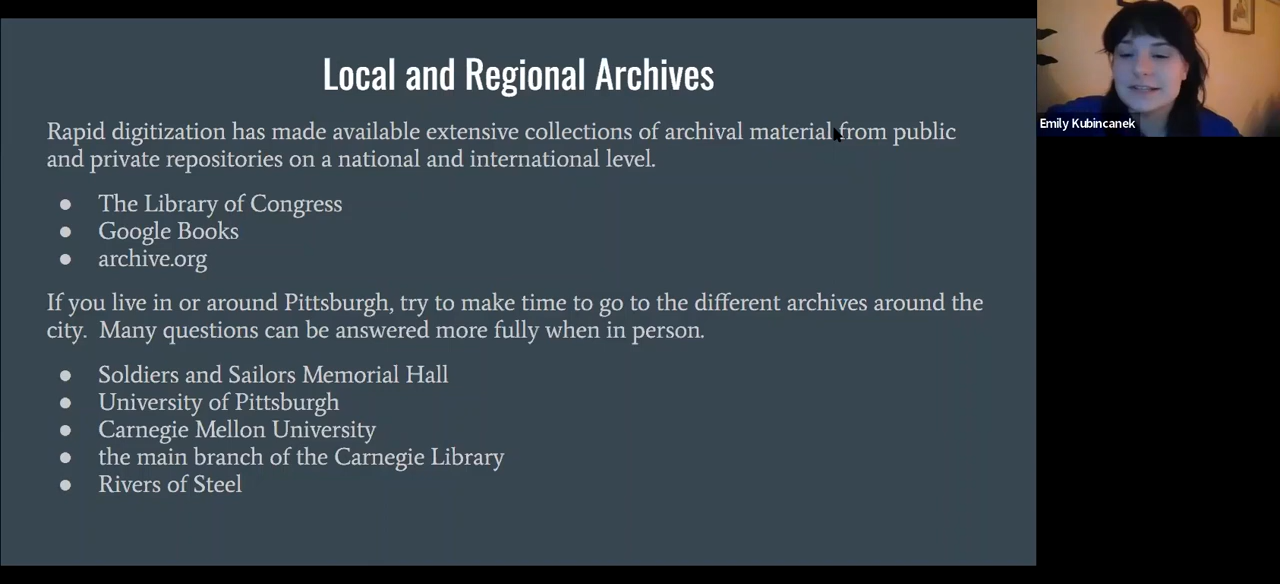 Local and Regional Archives
Emily Kubincanek
Rapid digitization has made available extensive collections of archival material from public
and private repositories on a national and international level.
● The Library of Congress
● Google Books
● archive.org
If you live in or around Pittsburgh, try to make time to go to the different archives around the
city.  Many questions can be answered more fully when in person.
● Soldiers and Sailors Memorial Hall
● University of Pittsburgh
● Carnegie Mellon University
● the main branch of the Carnegie Library
● Rivers of Steel